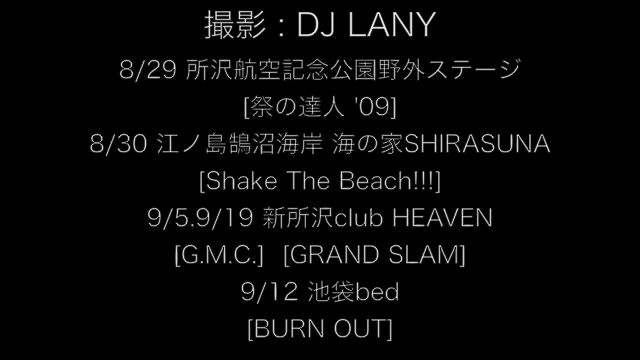 撮影 : DJ LANY
8/29 所沢航空記念公園野外ステージ
[祭の達人 '09]
8/30 江ノ島鵠沼海岸 海の家SHIRASUNA
[Shake The Beach!!!]
9/5,9/19 新所沢club HEAVEN
[G.M.C.] [GRAND SLAM]
9/12 池袋bed
[BURN OUT]